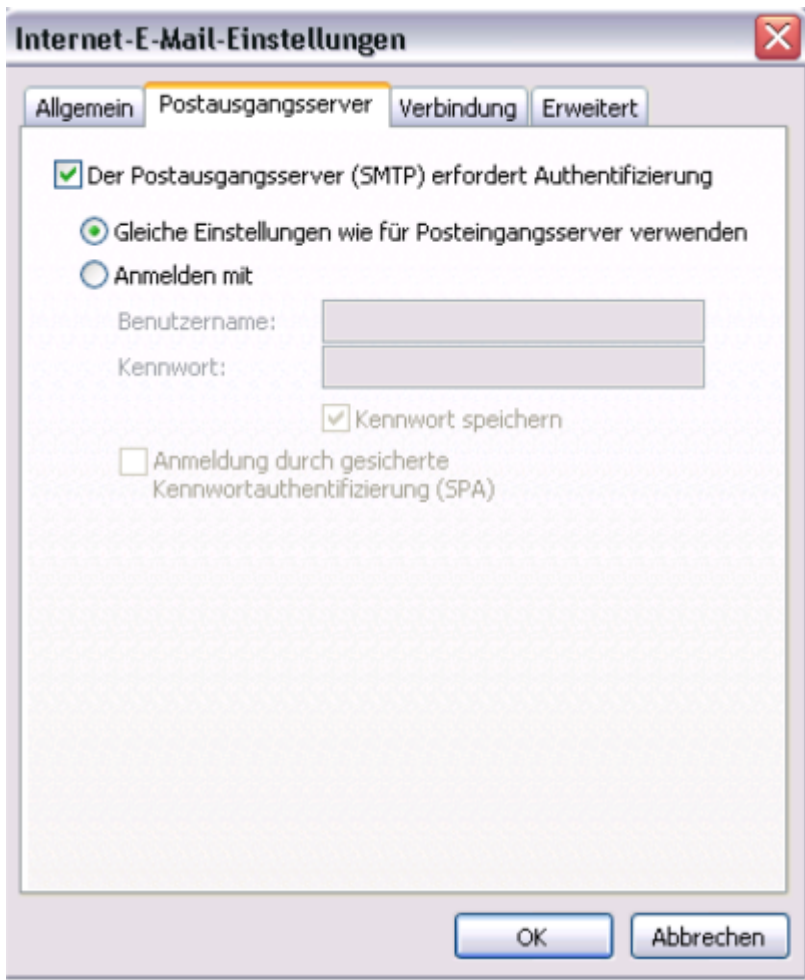 Internet-E-Mail-Einstellungen
Allgemein Postausgangsserver Verbindung Erweitert
Der Postausgangsserver (SMTP) erfordert Authentifizierung
Gleiche Einstellungen wie für Posteingangsserver verwenden
Anmelden mit
Benutzername:
Kennwort:
Kennwort speichern
Anmeldung durch gesicherte
Kennwortauthentifizierung (SPA)
OK Abbrechen